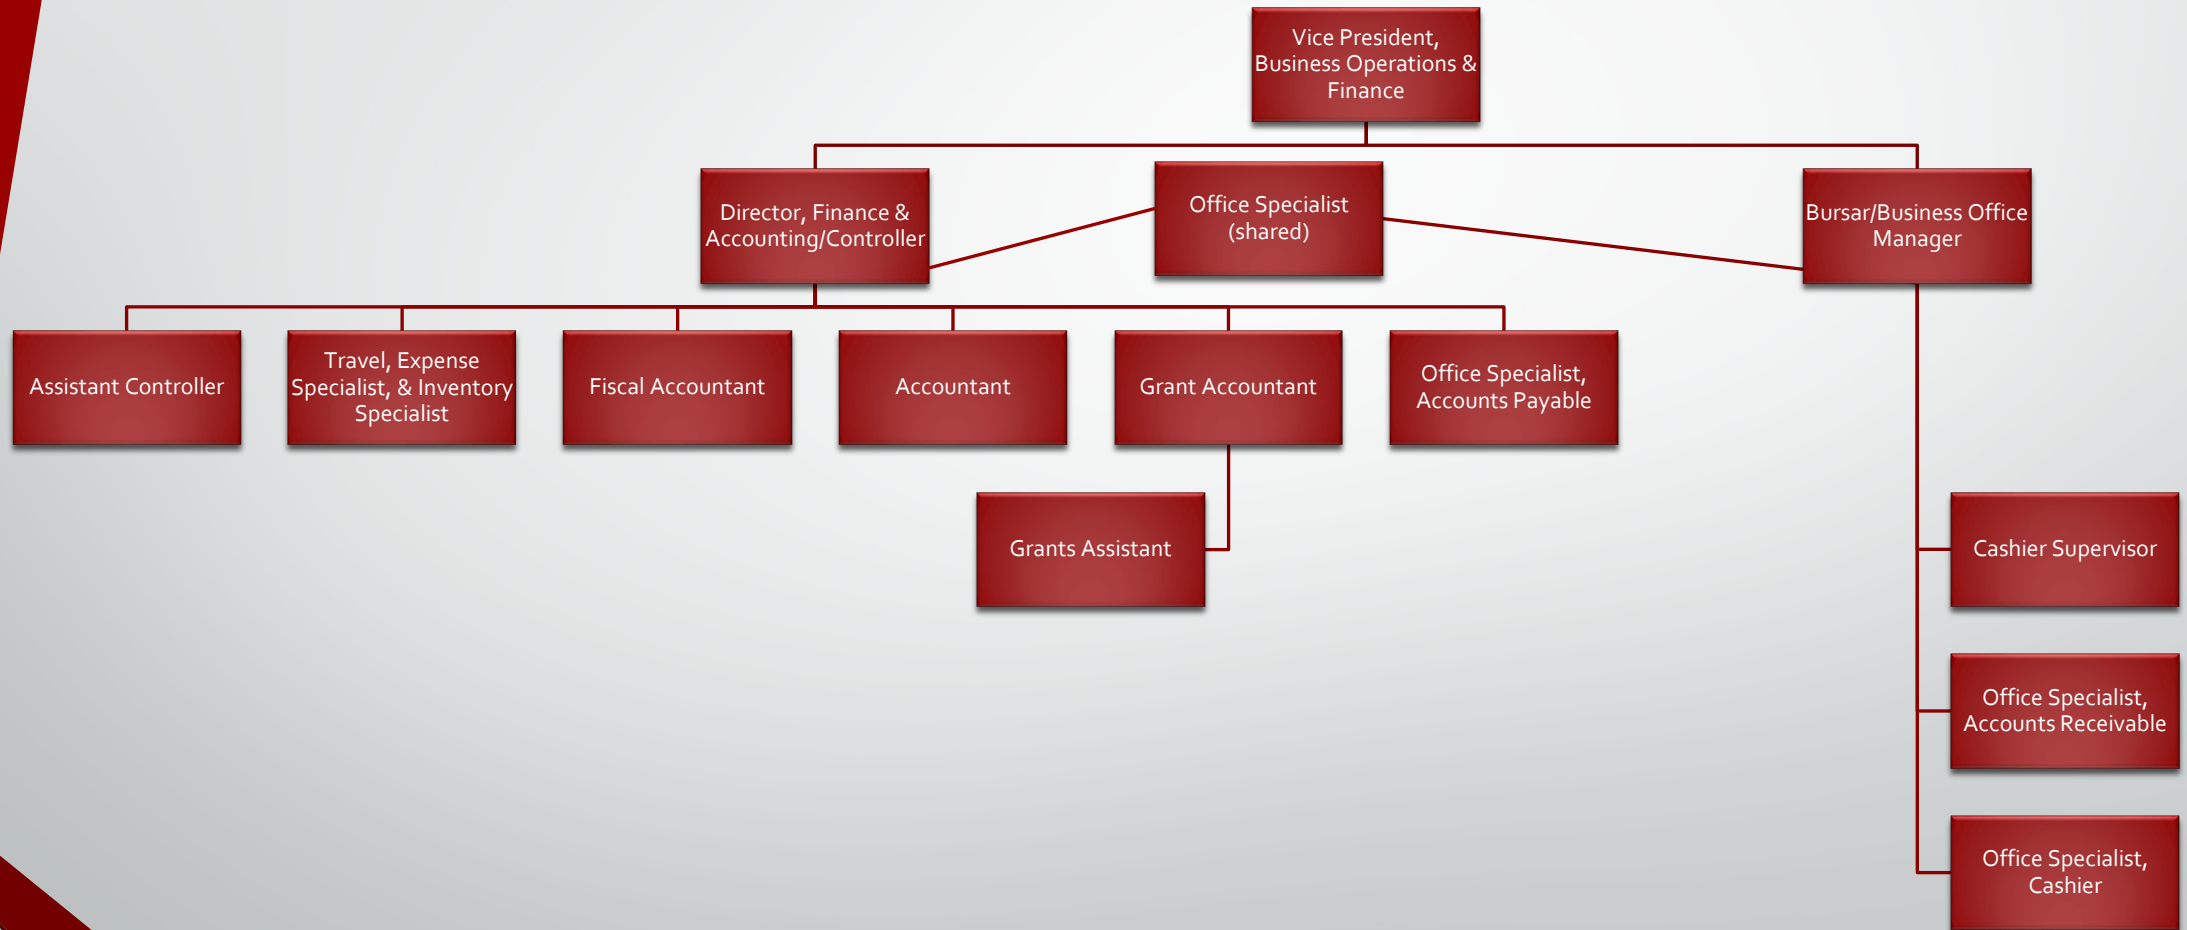 Vice President,
Business Operations &
Finance
Director, Finance &
Accounting/Controller
Office Specialist
(shared)
Bursar/Business Office
Manager
Assistant Controller
Travel, Expense
Specialist, & Inventory
Specialist
Fiscal Accountant
Accountant
Grant Accountant
Office Specialist,
Accounts Payable
Grants Assistant
Cashier Supervisor
Office Specialist,
Accounts Receivable
Office Specialist,
Cashier